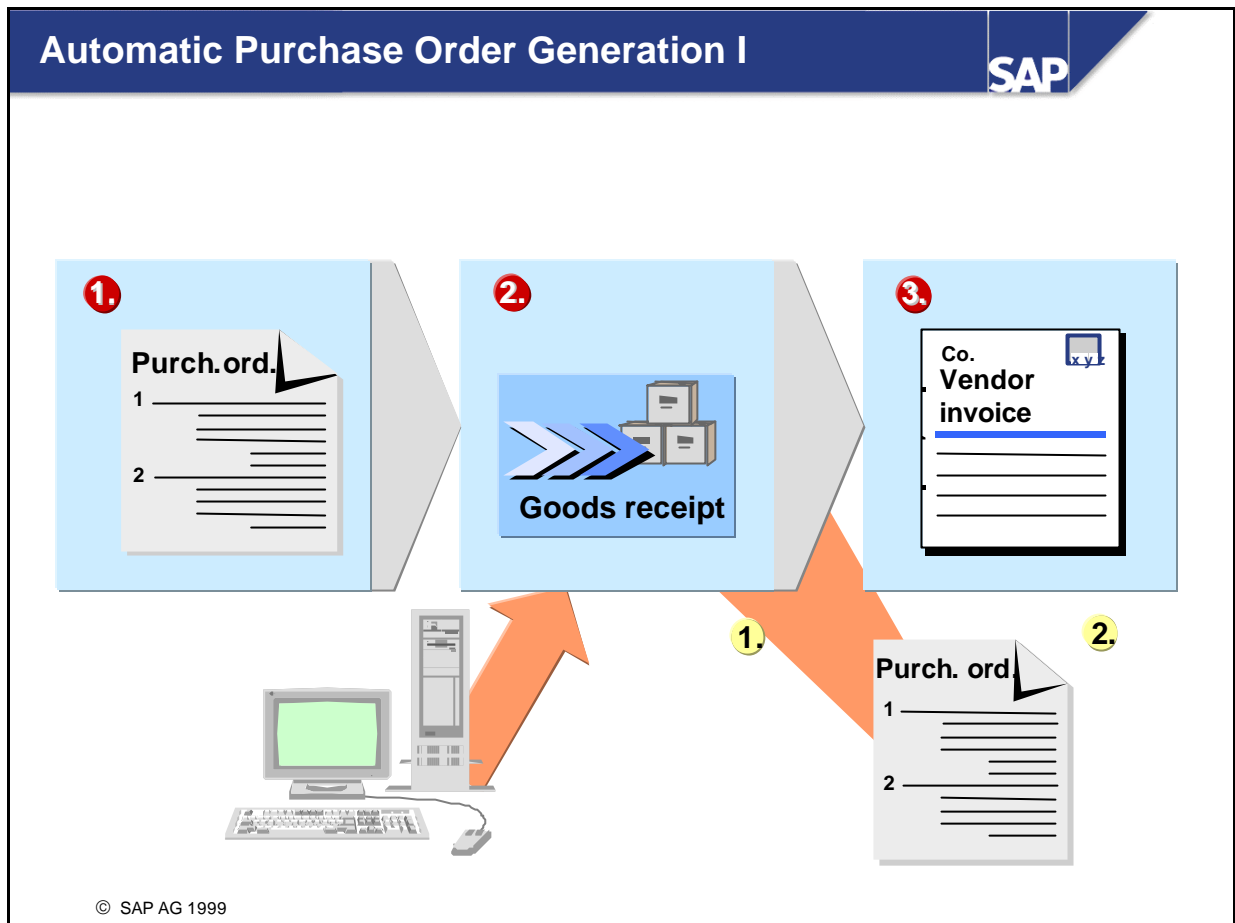 Automatic Purchase Order Generation I
SAP
1.
Purch.ord.
1
2
2.
Goods receipt
3.
Co.
x y z
Vendor
invoice
1.
2.
Purch. ord.
1
2
© SAP AG 1999